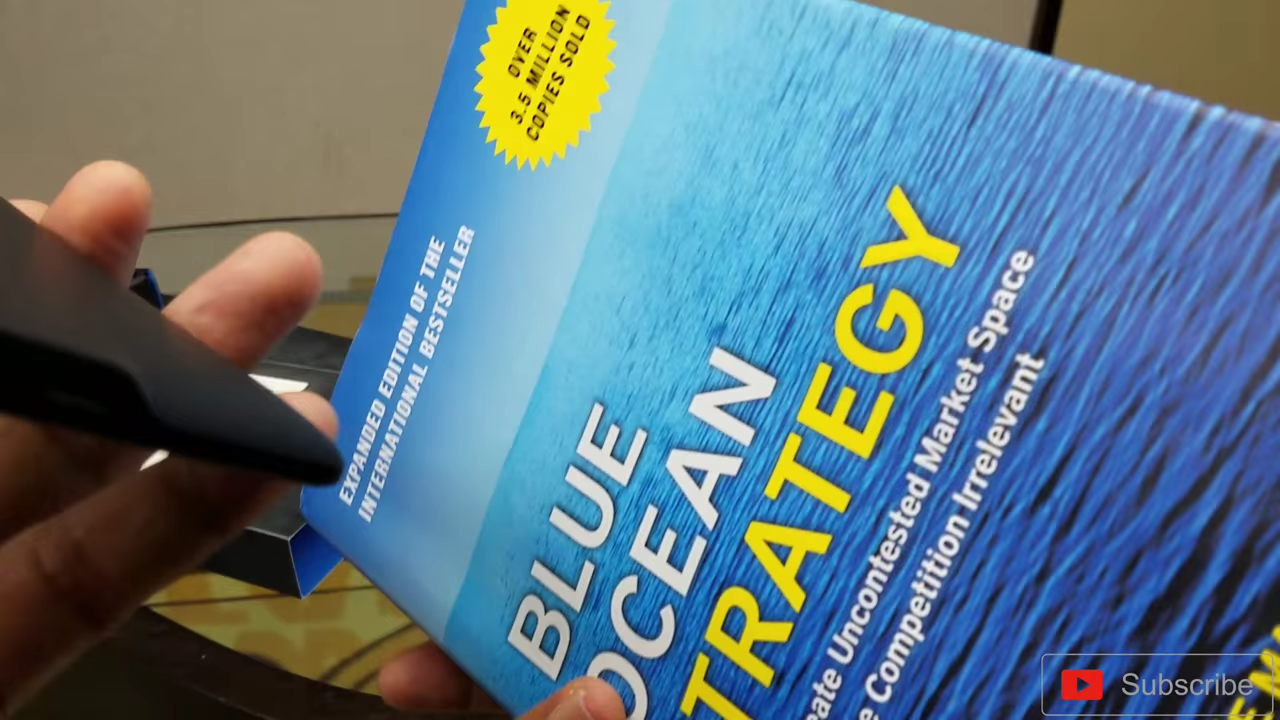 OVER
3.5 MILLION
COPIES SOLD
EXPANDED EDITION OF THE
INTERNATIONAL BESTSELLER
BLUE
OCEAN
TRATEGY
eate Uncontested Market Space
e Competition Irrelevant
Subscribe